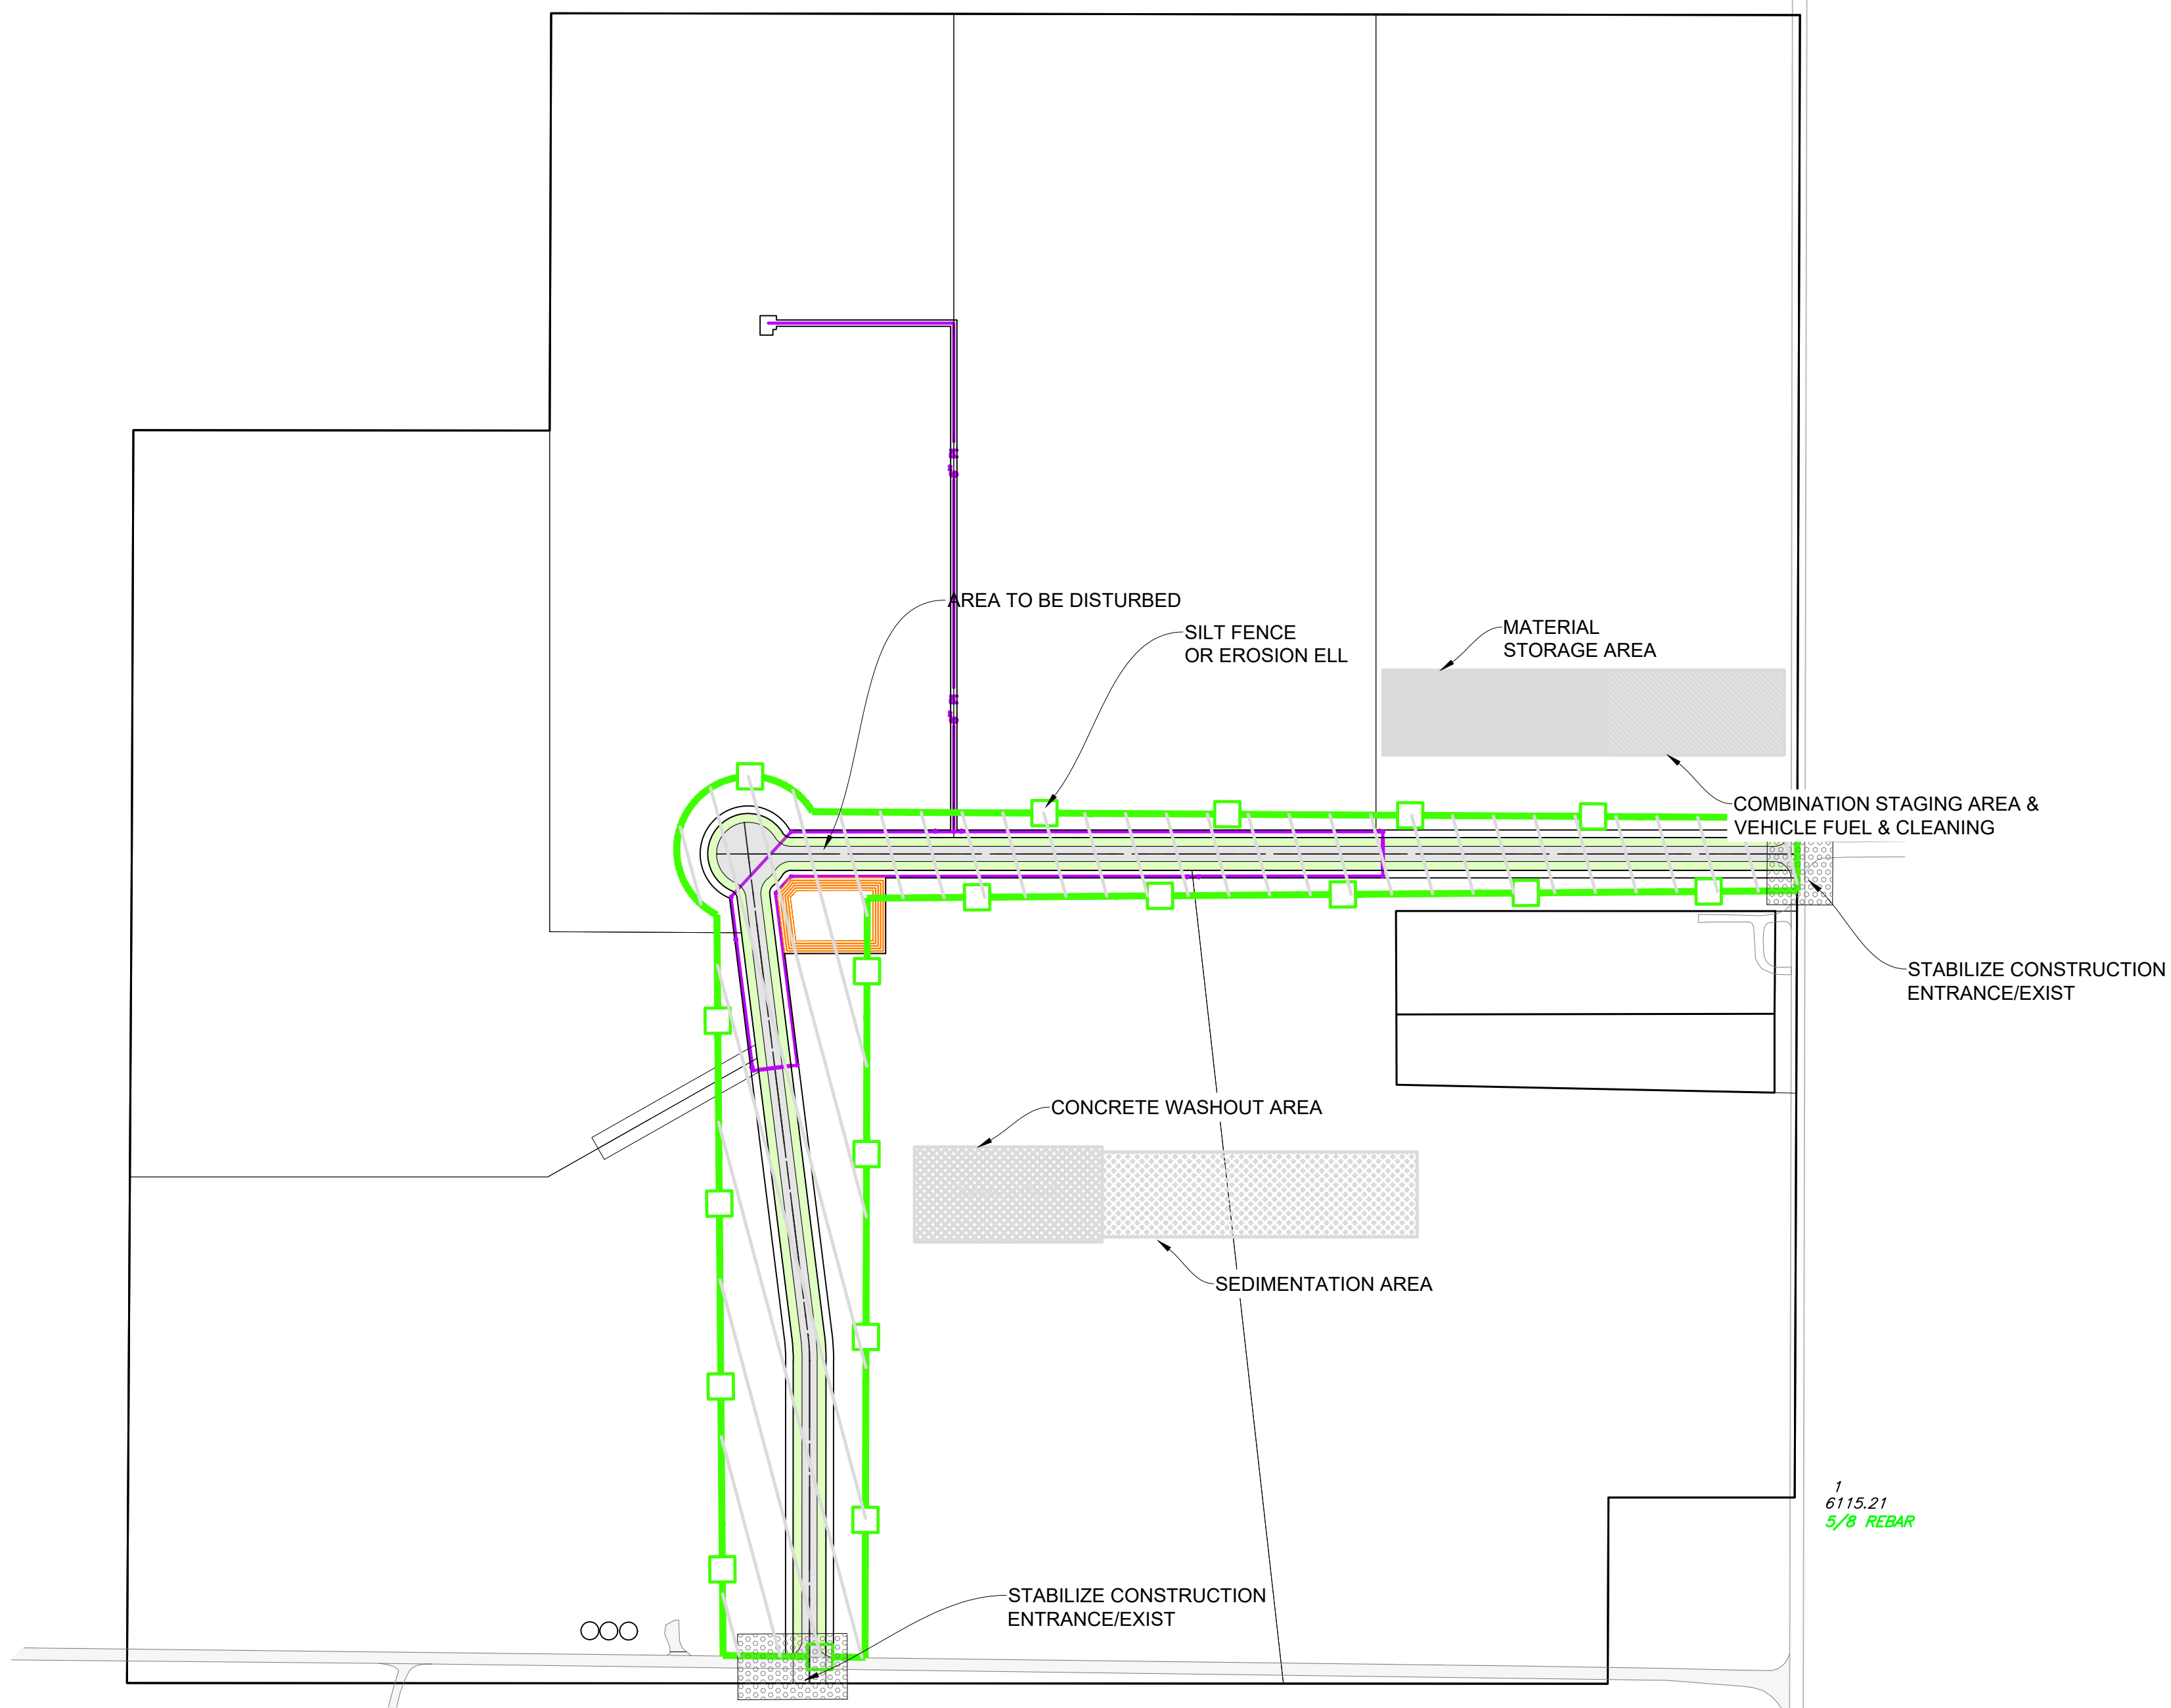 AREA TO BE DISTURBED
SILT FENCE
OR EROSION ELL
MATERIAL
STORAGE AREA
COMBINATION STAGING AREA &
VEHICLE FUEL & CLEANING
STABILIZE CONSTRUCTION
ENTRANCE/EXIST
CONCRETE WASHOUT AREA
SEDIMENTATION AREA
1
6115.21
5/8 REBAR
STABILIZE CONSTRUCTION
ENTRANCE/EXIST